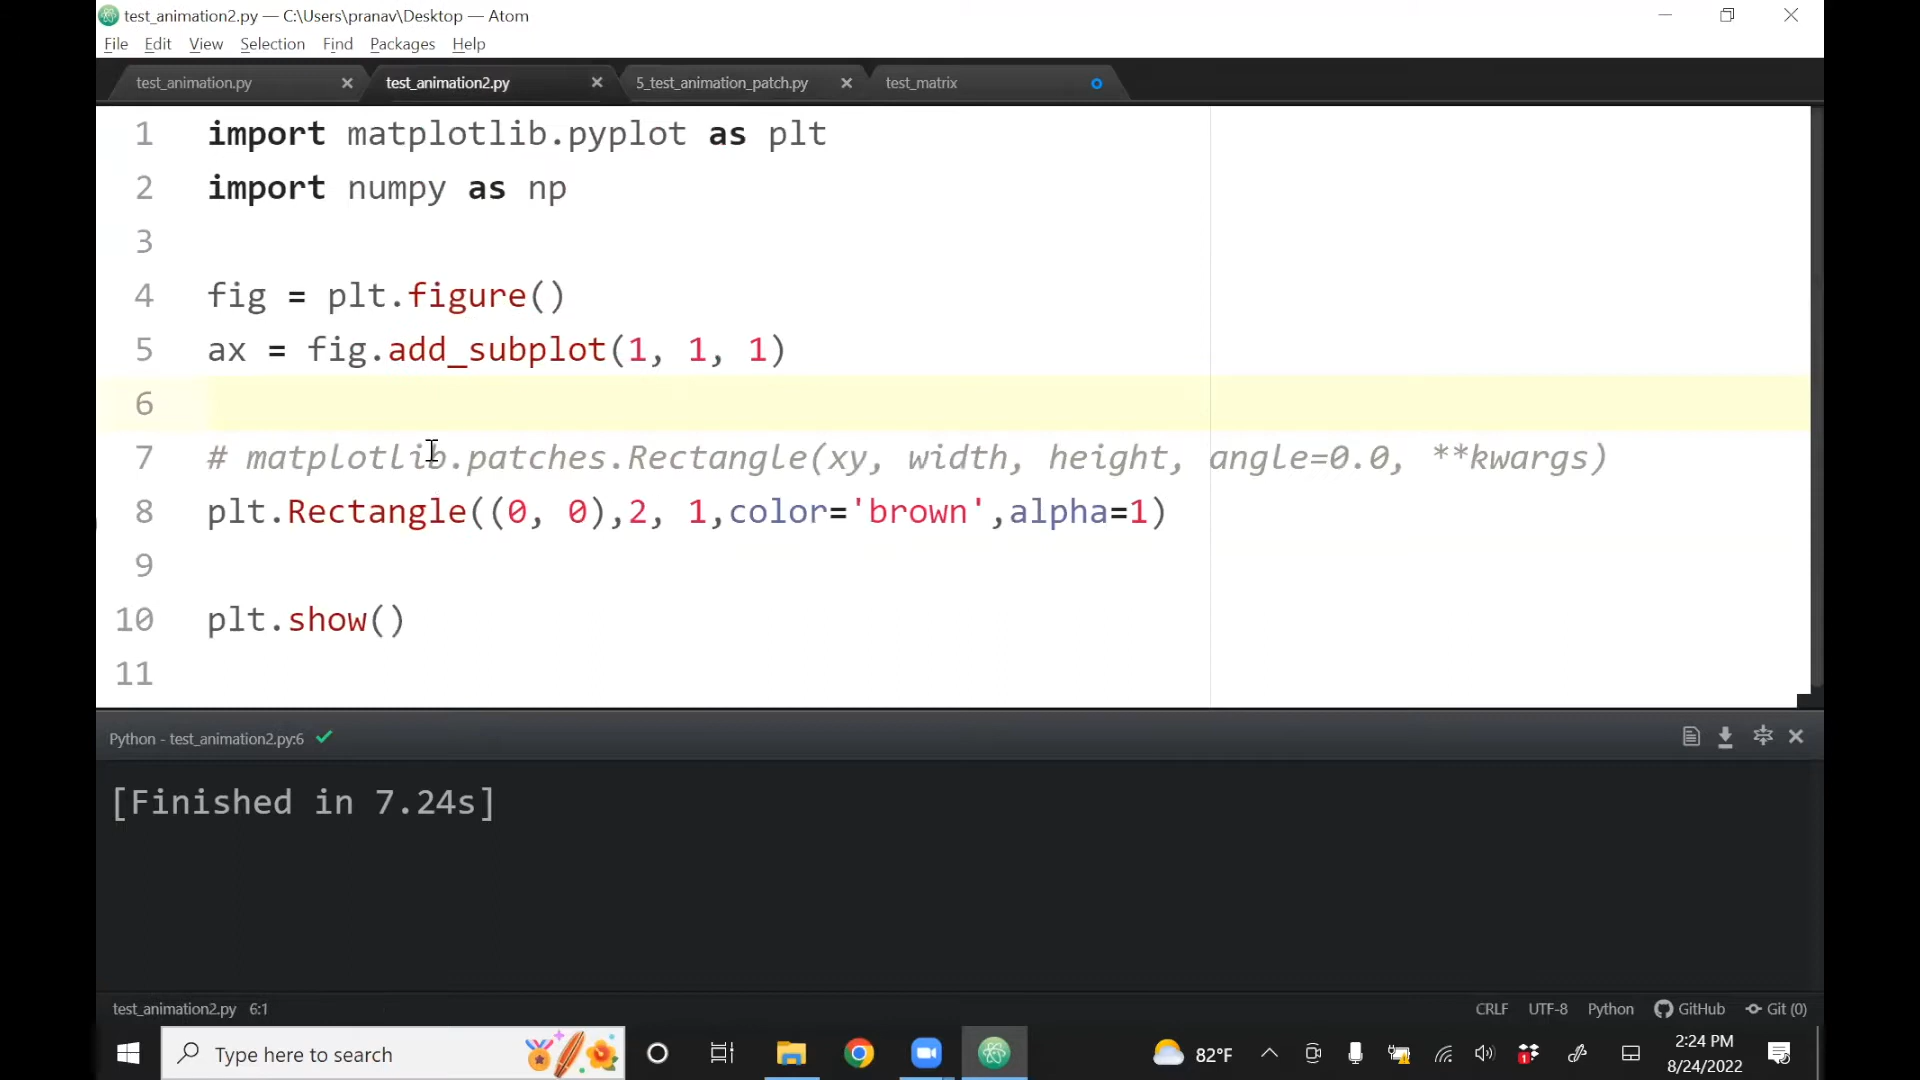 test_animation2.py — C:\Users\pranav\Desktop — Atom
File Edit View Selection Find Packages Help
test_animation.py test_animation2.py 5_test_animation_patch.py test_matrix
1 import matplotlib.pyplot as plt
2 import numpy as np
3
4 fig = plt.figure()
5 ax = fig.add_subplot(1, 1, 1)
6
7 # matplotlib.patches.Rectangle(xy, width, height, angle=0.0, **kwargs)
8 plt.Rectangle((0, 0),2, 1,color='brown',alpha=1)
9
10 plt.show()
11
Python - test_animation2.py:6
[Finished in 7.24s]
test_animation2.py 6:1 CRLF UTF-8 Python GitHub Git (0)
Type here to search 82°F 1 2:24 PM
8/24/2022